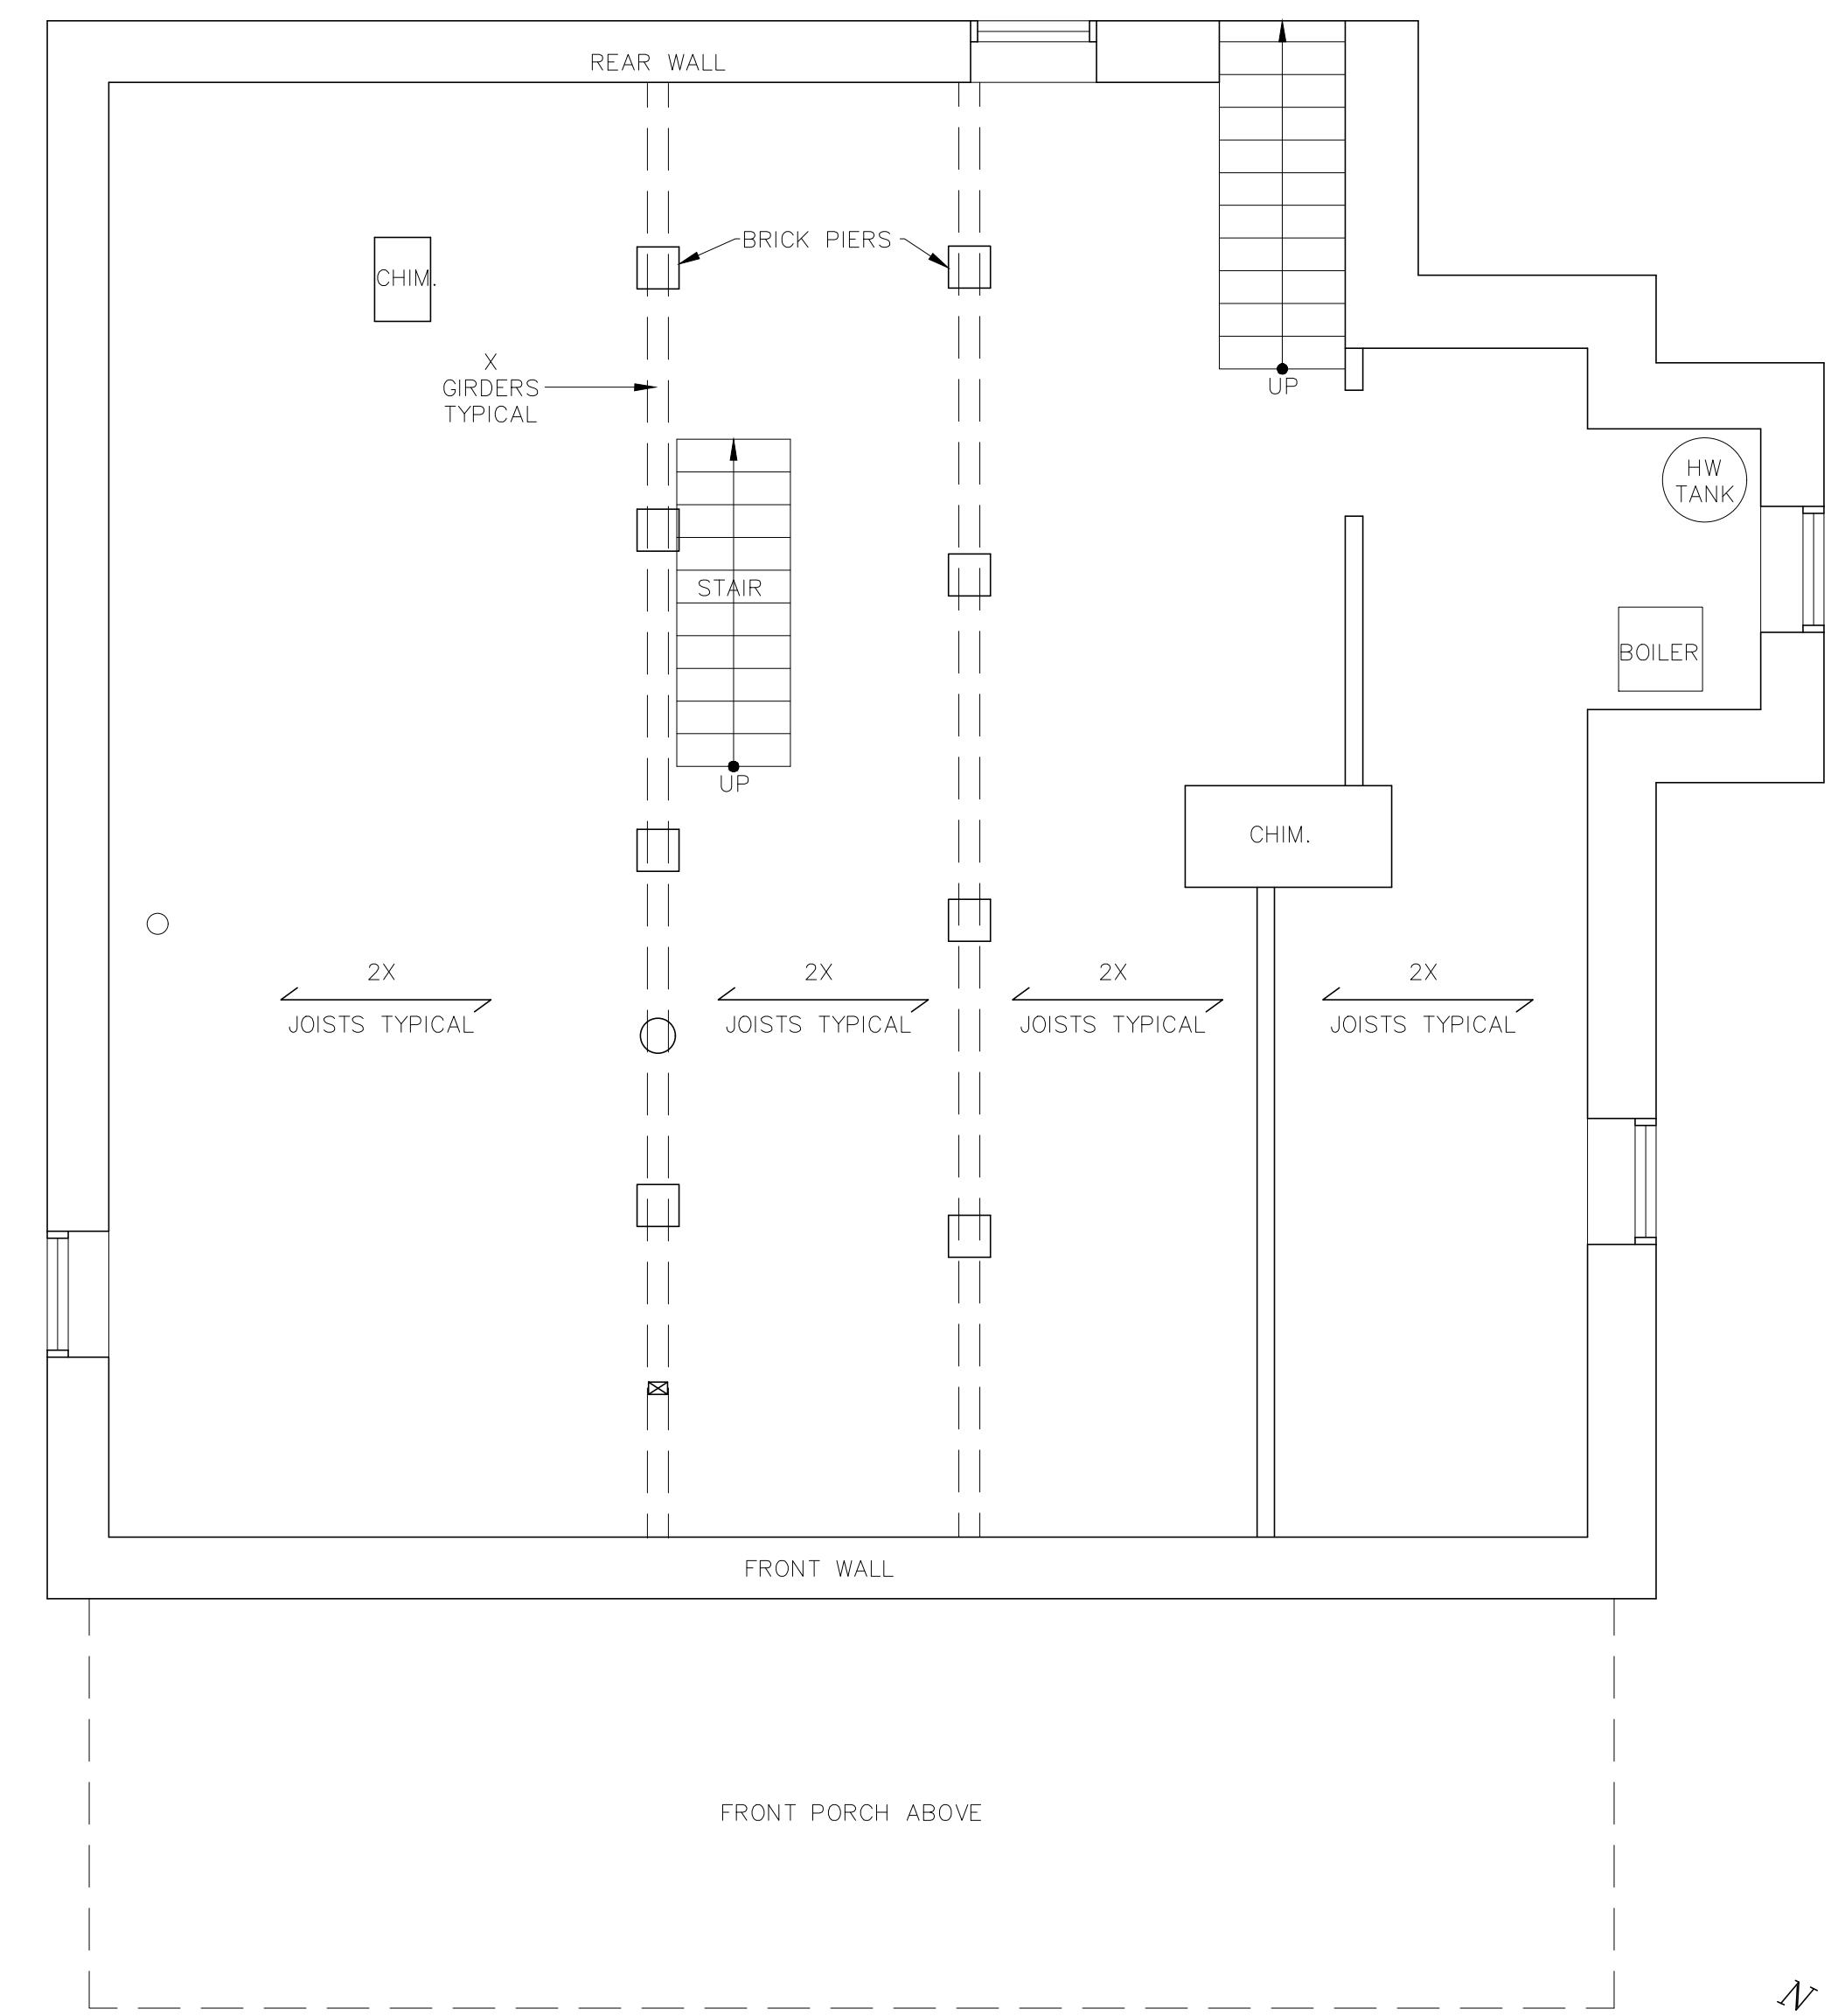 REAR WALL
BRICK PIERS
CHIM.
X
GIRDERS
TYPICAL
UP
HW
TANK
STAIR
BOILER
UP
CHIM.
2X
JOISTS TYPICAL
2X
JOISTS TYPICAL
2X
JOISTS TYPICAL
2X
JOISTS TYPICAL
FRONT WALL
FRONT PORCH ABOVE
N